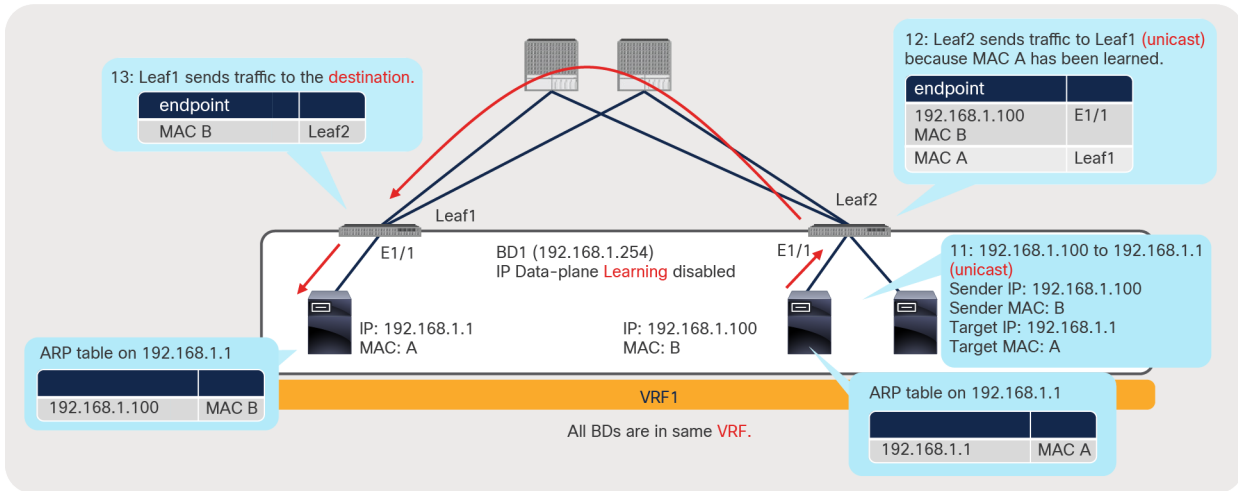 13: Leaf1 sends traffic to the destination.
endpoint
MAC B Leaf2
12: Leaf2 sends traffic to Leaf1 (unicast)
because MAC A has been learned.
endpoint
192.168.1.100 E1/1
MAC B
MAC A Leaf1
Leaf1
Leaf2
E1/1
BD1 (192.168.1.254)
IP Data-plane Learning disabled
E1/1
11: 192.168.1.100 to 192.168.1.1
(unicast)
Sender IP: 192.168.1.100
Sender MAC: B
Target IP: 192.168.1.1
Target MAC: A
IP: 192.168.1.1
MAC: A
IP: 192.168.1.100
MAC: B
ARP table on 192.168.1.1
192.168.1.100 MAC B
VRF1
ARP table on 192.168.1.1
192.168.1.1 MAC A
All BDs are in same VRF.